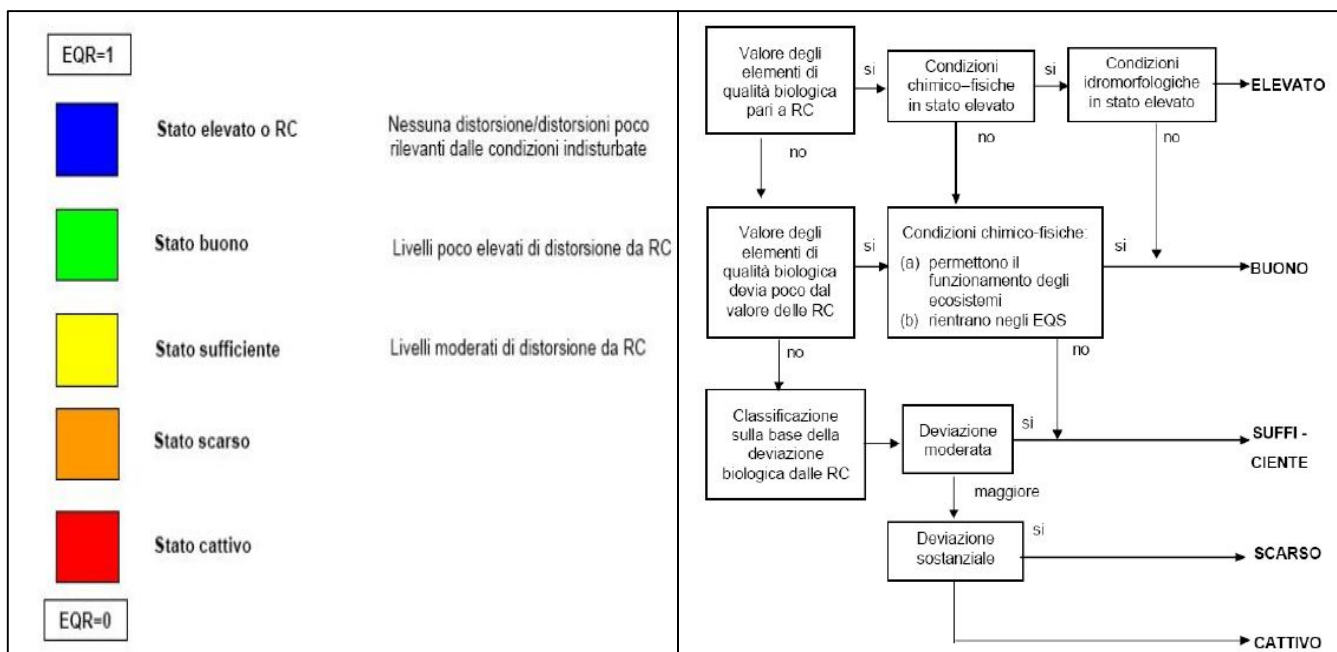 EQR=1
Stato elevato o RC
Nessuna distorsione/distorsioni poco
rilevanti dalle condizioni indisturbate
Stato buono
Livelli poco elevati di distorsione da RC
Stato sufficiente
Livelli moderati di distorsione da RC
Stato scarso
Stato cattivo
EQR=0
Valore degli
elementi di
qualità biologica
pari a RC
si
Condizioni
chimico–fisiche
in stato elevato
si
Condizioni
idromorfologiche
in stato elevato
ELEVATO
no
no
no
Valore degli
elementi di
qualità biologica
devia poco dal
valore delle RC
si
Condizioni chimico-fisiche:
(a) permettono il
funzionamento degli
ecosistemi
(b) rientrano negli EQS
si
BUONO
no
no
Classificazione
sulla base della
deviazione
biologica dalle RC
Deviazione
moderata
si
SUFFI -
CIENTE
maggiore
Deviazione
sostanziale
si
SCARSO
CATTIVO